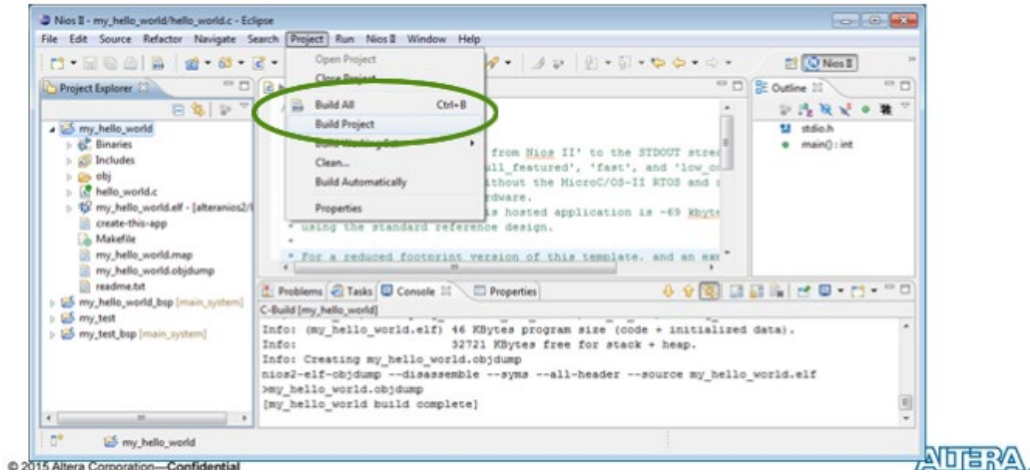 Nios II - my_hello_world/hello_world.c - Eclipse
File Edit Source Refactor Navigate Search Project Run Nios II Window Help
Nios II
Open Project
Close Project
Build All Ctrl+B
Build Project
Clean...
Build Automatically
Properties
Project Explorer
my_hello_world
Binaries
Includes
obj
hello_world.c
my_hello_world.elf - [alteranios2/l
create-this-app
Makefile
my_hello_world.map
my_hello_world.objdump
readme.txt
my_hello_world_bsp [main_system]
my_test
my_test_bsp [main_system]
from Nios II' to the STDOUT strea
ull_featured', 'fast', and 'low_co
ithout the MicroC/OS-II RTOS and r
rdware.
is hosted application is ~69 kbyte
* using the standard reference design.
*
* For a reduced footprint version of this template, and an exp
Outline
stdio.h
main() : int
Problems Tasks Console Properties
C-Build [my_hello_world]
Info: (my_hello_world.elf) 46 KBytes program size (code + initialized data).
Info: 32721 KBytes free for stack + heap.
Info: Creating my_hello_world.objdump
nios2-elf-objdump --disassemble --syms --all-header --source my_hello_world.elf
>my_hello_world.objdump
[my_hello_world build complete]
my_hello_world
© 2015 Altera Corporation—Confidential
ALTERA